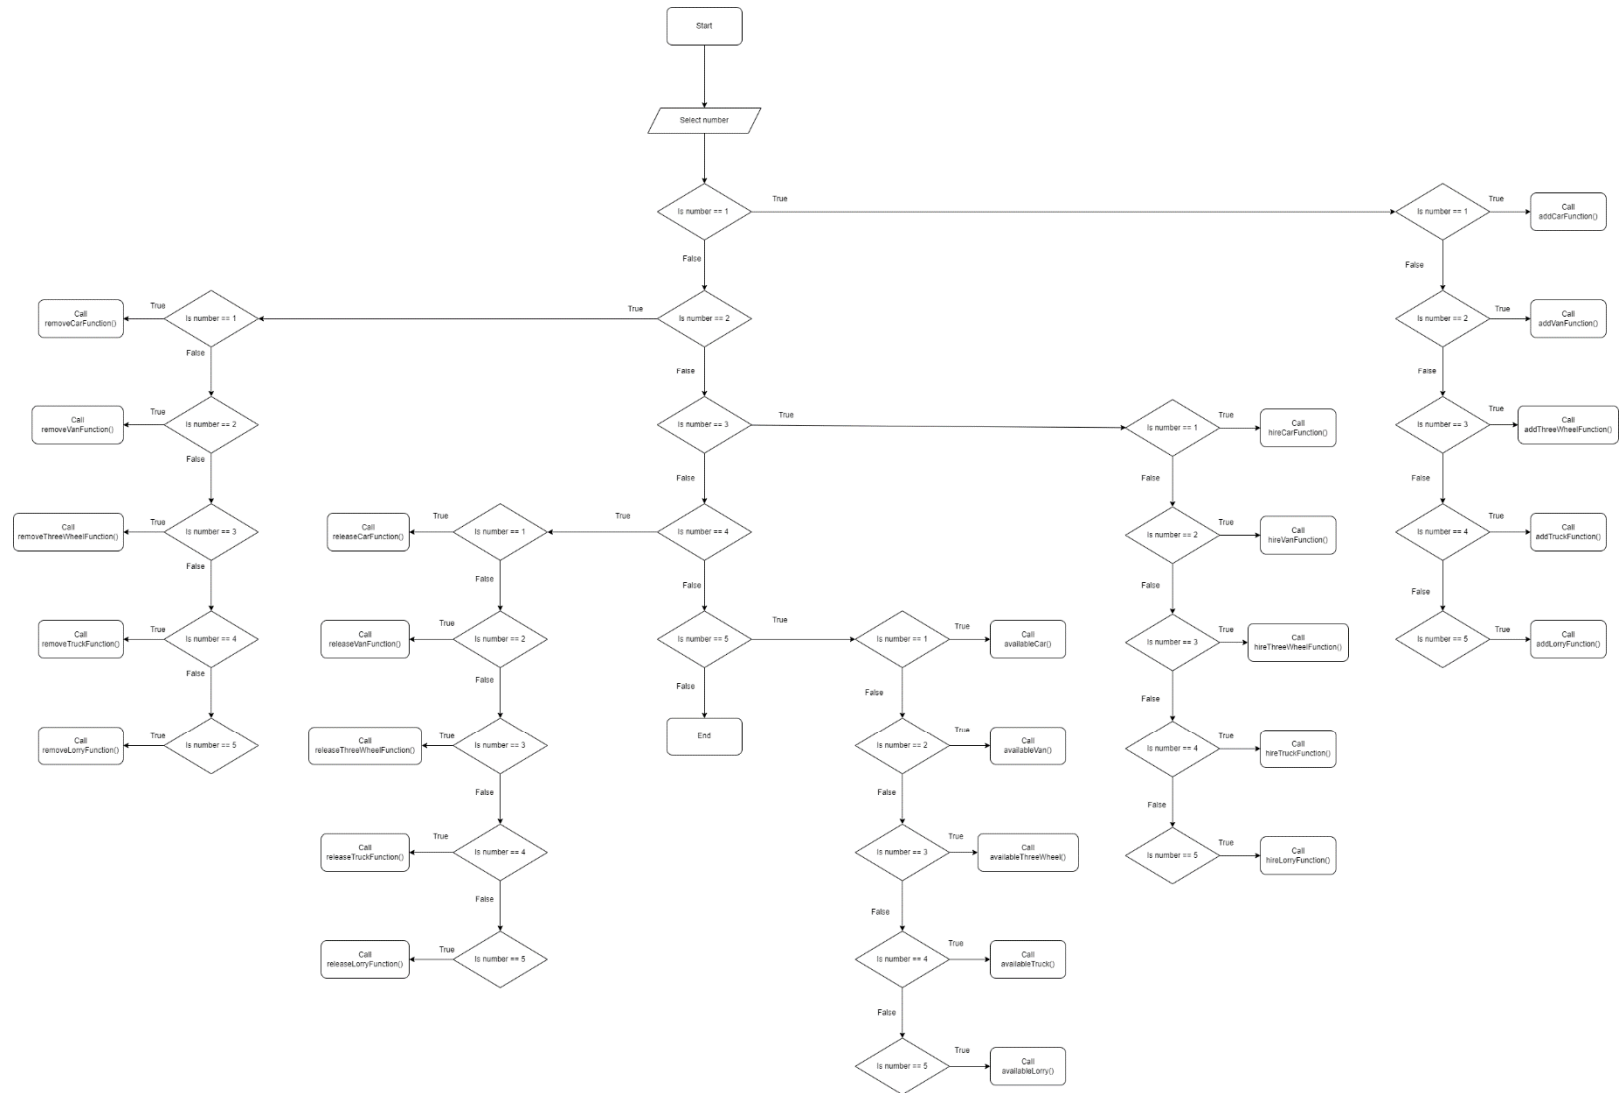 Start
Select number
Is number == 1
True
Is number == 1
True
Call
addCarFunction()
False
False
Call
removeCarFunction()
True
Is number == 1
True
Is number == 2
Is number == 2
True
Call
addVanFunction()
False
False
False
Call
removeVanFunction()
True
Is number == 2
Is number == 3
True
Is number == 1
True
Call
hireCarFunction()
Is number == 3
True
Call
addThreeWheelFunction()
False
False
False
False
Call
removeThreeWheelFunction()
True
Is number == 3
Call
releaseCarFunction()
True
Is number == 1
True
Is number == 4
Is number == 2
True
Call
hireVanFunction()
Is number == 4
True
Call
addTruckFunction()
False
False
False
False
False
Call
removeTruckFunction()
True
Is number == 4
Call
releaseVanFunction()
True
Is number == 2
Is number == 5
True
Is number == 1
True
Call
availableCar()
Is number == 3
True
Call
hireThreeWheelFunction()
Is number == 5
True
Call
addLorryFunction()
False
False
False
False
False
Call
removeLorryFunction()
True
Is number == 5
Call
releaseThreeWheelFunction()
True
Is number == 3
End
Is number == 2
True
Call
availableVan()
Is number == 4
True
Call
hireTruckFunction()
False
False
False
Call
releaseTruckFunction()
True
Is number == 4
Is number == 3
True
Call
availableThreeWheel()
Is number == 5
True
Call
hireLorryFunction()
False
False
Call
releaseLorryFunction()
True
Is number == 5
Is number == 4
True
Call
availableTruck()
False
Is number == 5
True
Call
availableLorry()